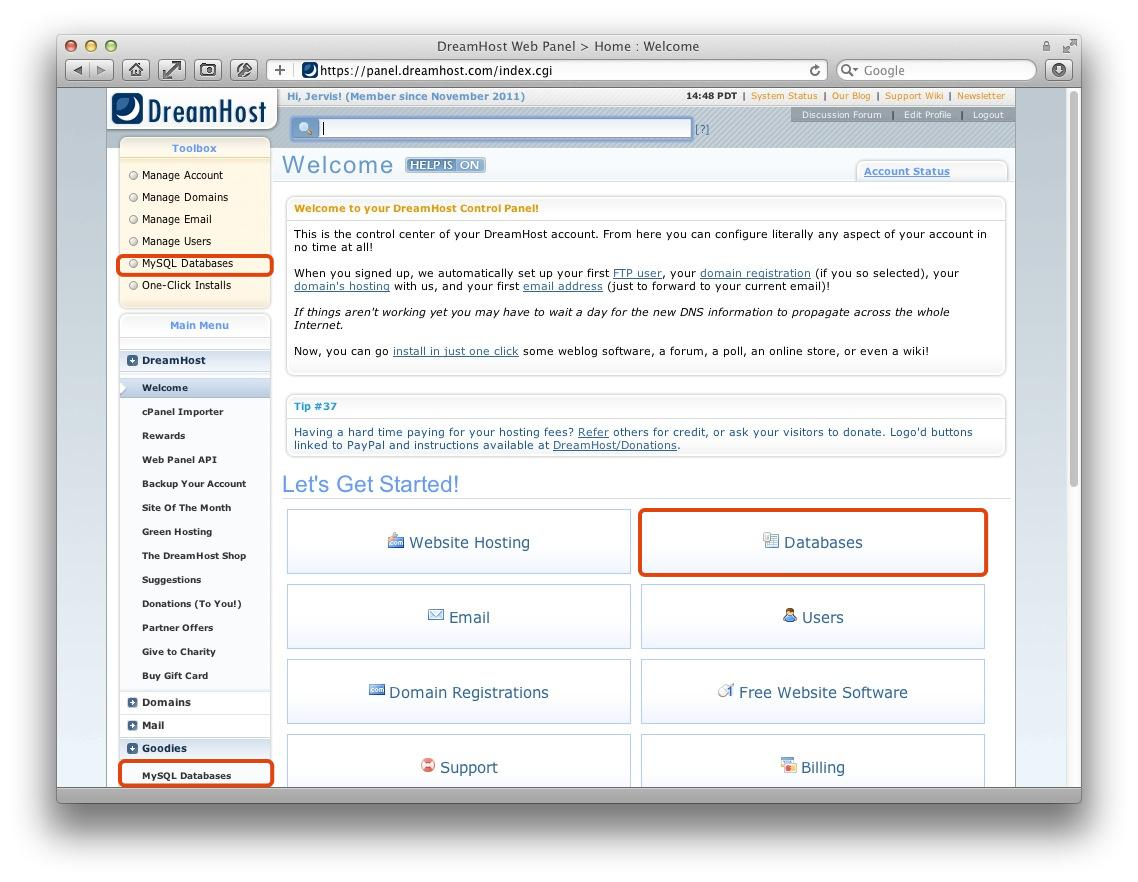 DreamHost Web Panel > Home : Welcome
https://panel.dreamhost.com/index.cgi
Google
DreamHost
Hi, Jervis! (Member since November 2011)
14:48 PDT | System Status | Our Blog | Support Wiki | Newsletter
Discussion Forum | Edit Profile | Logout
[?]
Toolbox
Manage Account
Manage Domains
Manage Email
Manage Users
MySQL Databases
One-Click Installs
Main Menu
DreamHost
Welcome
cPanel Importer
Rewards
Web Panel API
Backup Your Account
Site Of The Month
Green Hosting
The DreamHost Shop
Suggestions
Donations (To You!)
Partner Offers
Give to Charity
Buy Gift Card
Domains
Mail
Goodies
MySQL Databases
Welcome HELP IS ON
Account Status
Welcome to your DreamHost Control Panel!
This is the control center of your DreamHost account. From here you can configure literally any aspect of your account in
no time at all!
When you signed up, we automatically set up your first FTP user, your domain registration (if you so selected), your
domain's hosting with us, and your first email address (just to forward to your current email)!
If things aren't working yet you may have to wait a day for the new DNS information to propagate across the whole
Internet.
Now, you can go install in just one click some weblog software, a forum, a poll, an online store, or even a wiki!
Tip #37
Having a hard time paying for your hosting fees? Refer others for credit, or ask your visitors to donate. Logo'd buttons
linked to PayPal and instructions available at DreamHost/Donations.
Let's Get Started!
Website Hosting
Databases
Email
Users
Domain Registrations
Free Website Software
Support
Billing